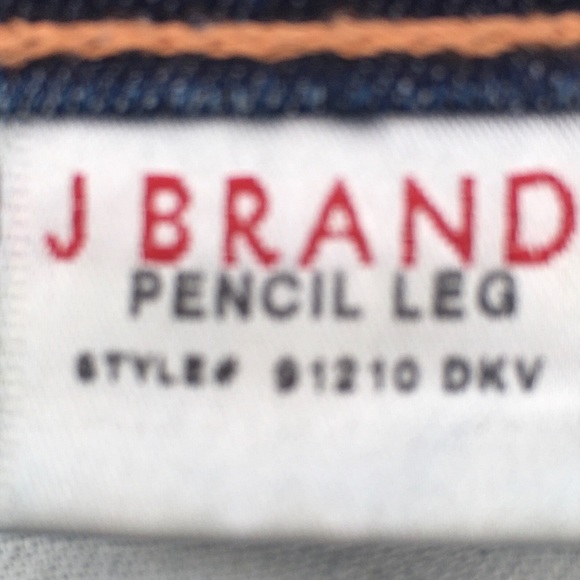 J BRAND
PENCIL LEG
STYLE# 91210 DKV